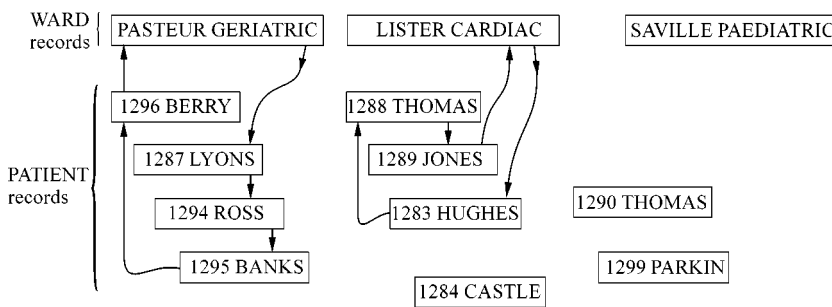 WARD
records
PASTEUR GERIATRIC
LISTER CARDIAC
SAVILLE PAEDIATRIC
PATIENT
records
1296 BERRY
1288 THOMAS
1287 LYONS
1289 JONES
1294 ROSS
1283 HUGHES
1290 THOMAS
1295 BANKS
1284 CASTLE
1299 PARKIN